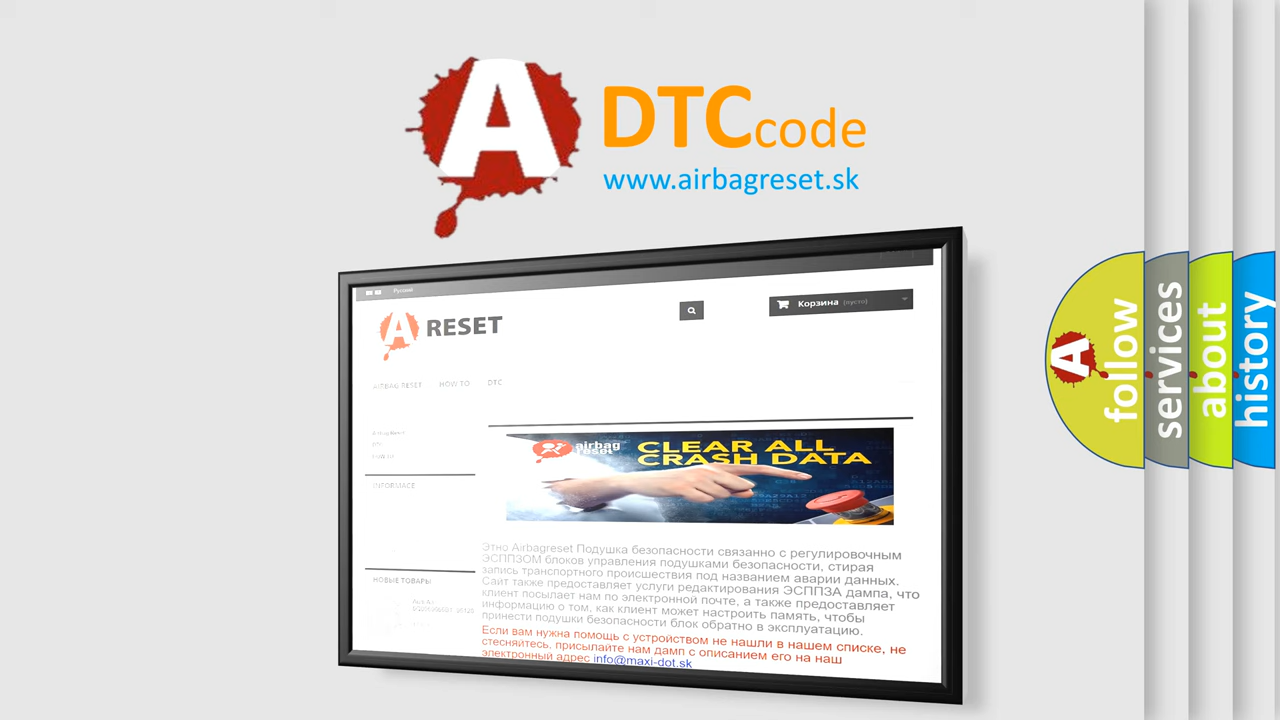 A
DTC code
www.airbagreset.sk
Русский
A RESET
Корзина (пусто)
AIRBAG RESET HOW TO DTC
INFORMACE
airbag
reset
CLEAR ALL
CRASH DATA
Этно Airbagreset Подушка безопасности связанно с регулировочным
ЭСППЗОМ блоков управления подушками безопасности, стирая
запись транспортного происшествия под названием аварии данных.
Сайт также предоставляет услуги редактирования ЭСППЗА дампа, что
клиент посылает нам по электронной почте, а также предоставляет
информацию о том, как клиент может настроить память, чтобы
принести подушки безопасности блок обратно в эксплуатацию.
Если вам нужна помощь с устройством не нашли в нашем списке, не
стесняйтесь, присылайте нам дамп с описанием его на наш
электронный адрес info@maxi-dot.sk
НОВЫЕ ТОВАРЫ
A
follow
services
about
history